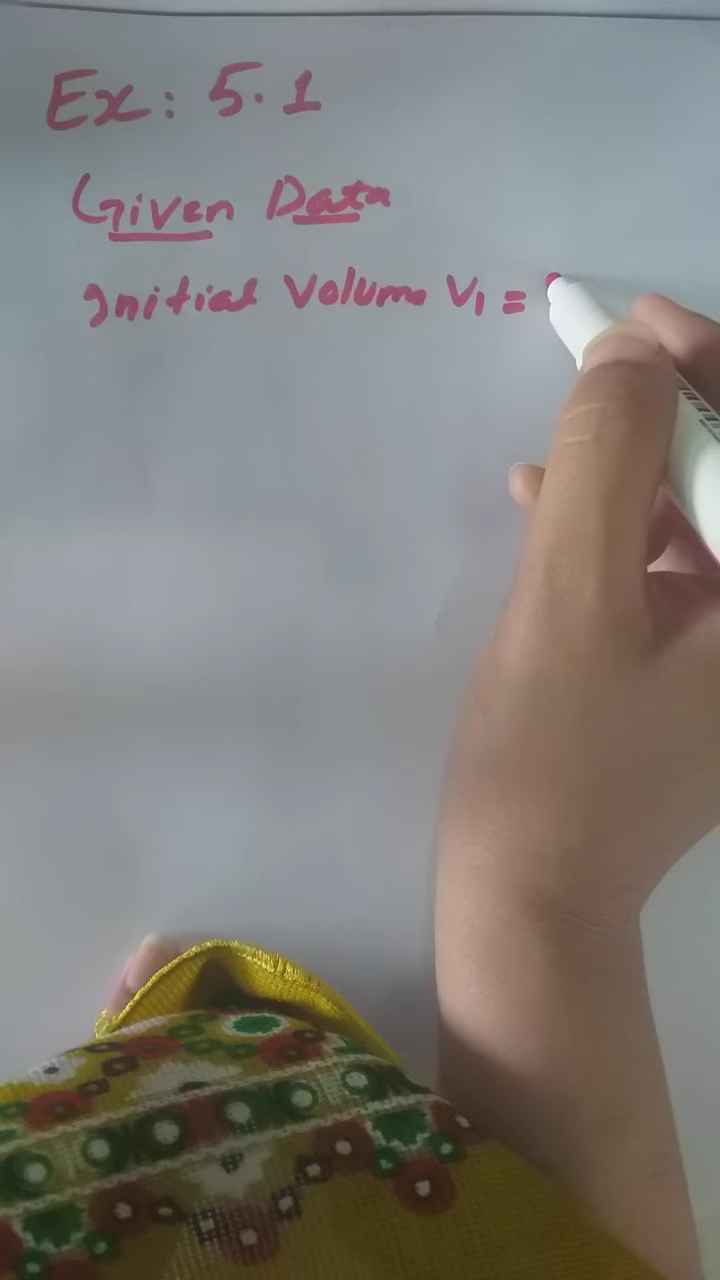 Ex: 5.1
Given Data
Initial Volume V₁ =